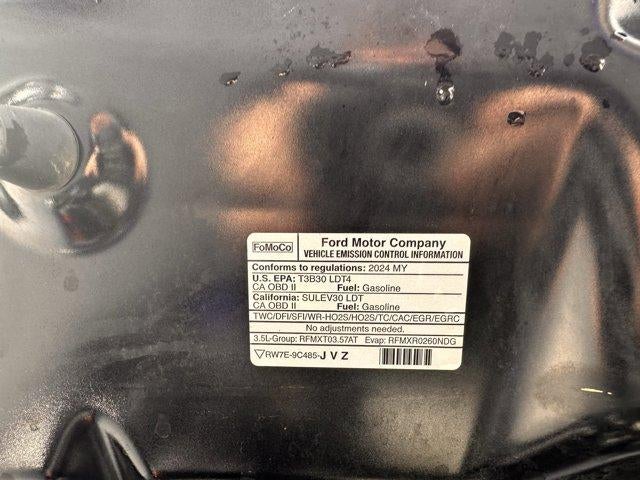 FoMoCo
Ford Motor Company
VEHICLE EMISSION CONTROL INFORMATION
Conforms to regulations: 2024 MY
U.S. EPA: T3B30 LDT4
CA OBD II Fuel: Gasoline
California: SULEV30 LDT
CA OBD II Fuel: Gasoline
TWC/DFI/SFI/WR-HO2S/HO2S/TC/CAC/EGR/EGRC
No adjustments needed.
3.5L-Group: RFMXT03.57AT Evap: RFMXR0260NDG
RW7E-9C485-JVZ